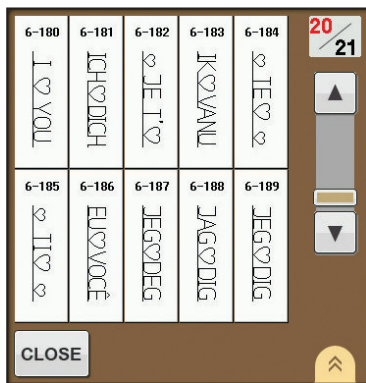 6-180 6-181 6-182 6-183 6-184
20/21
I ♡ YOU
ICH♡DICH
♡ JE T'♡
IK♡VANU
♡ TE♡ ♡
6-185 6-186 6-187 6-188 6-189
♡ TI♡ ♡
EU♡VOCÊ
JEG♡DEG
JAG♡DIG
JEG♡DIG
CLOSE